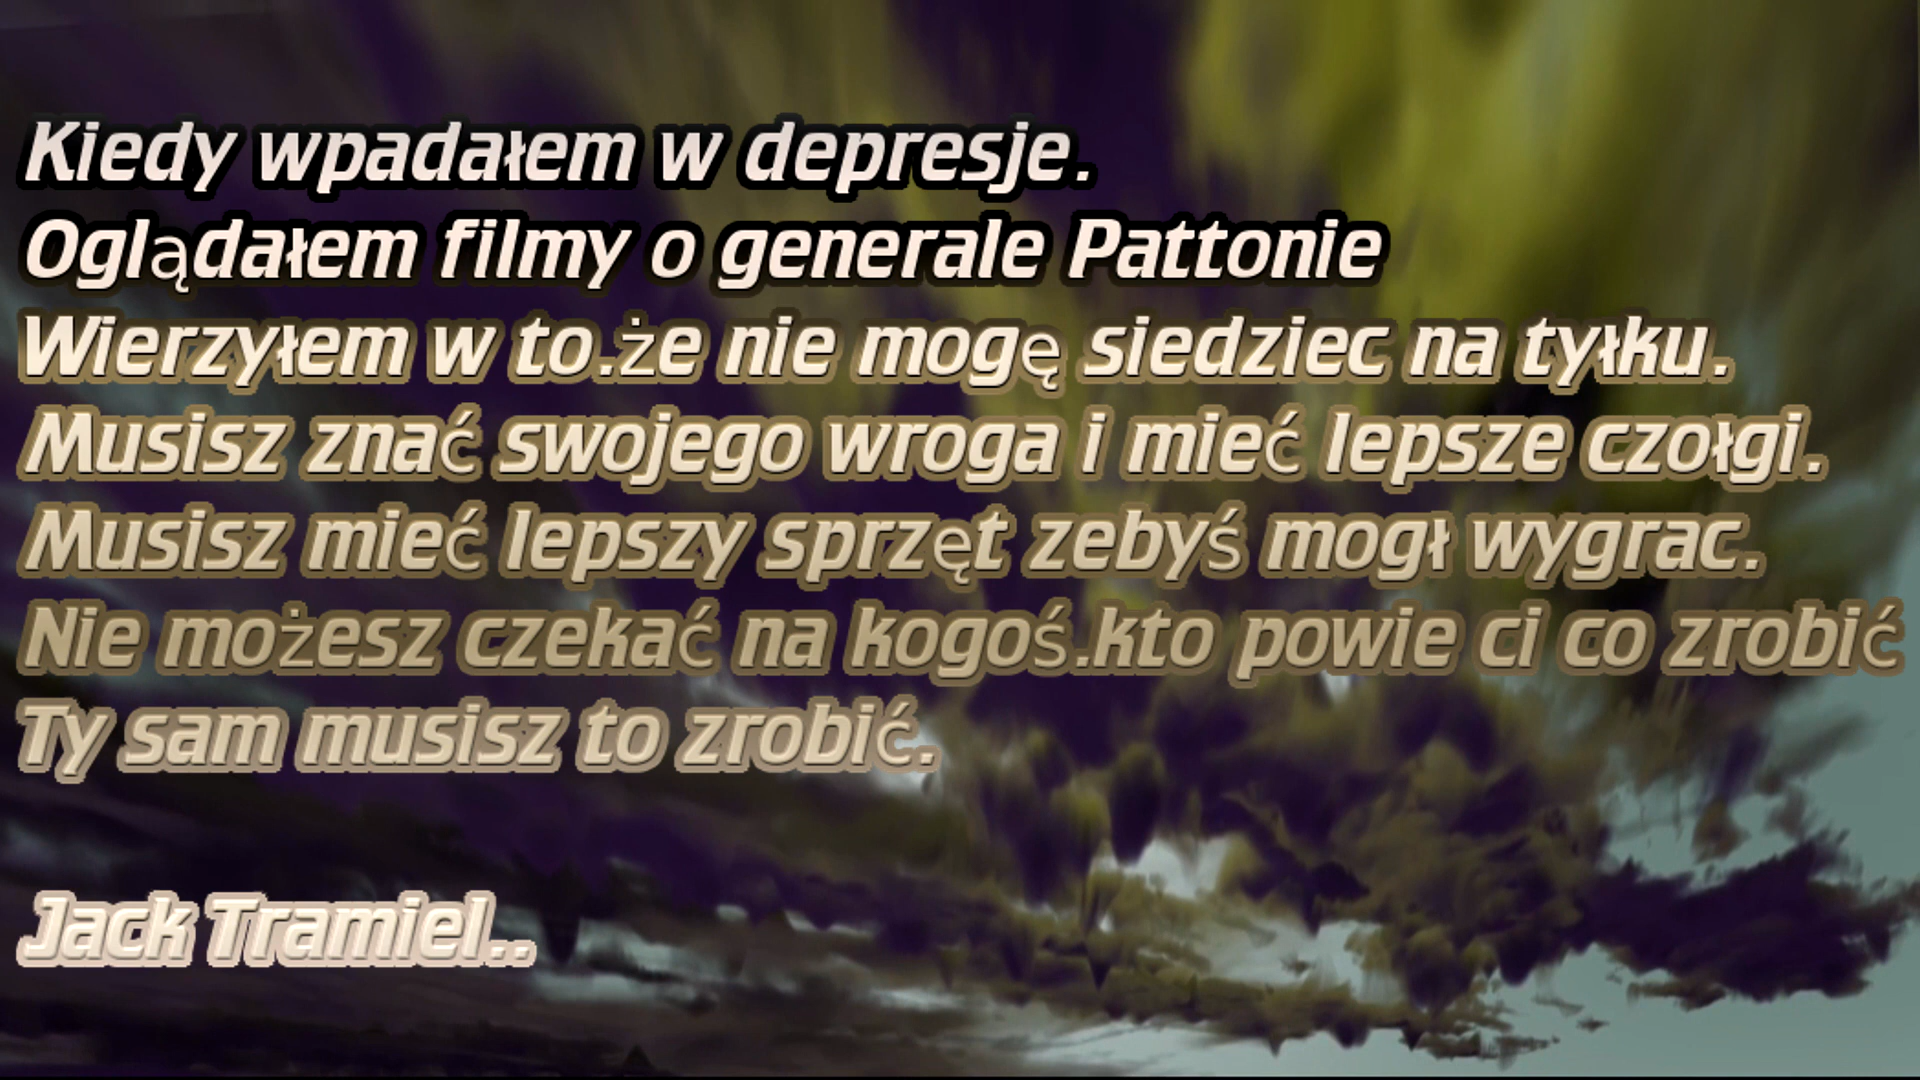 Kiedy wpadałem w depresje.
Oglądałem filmy o generale Pattonie
Wierzyłem w to.że nie mogę siedziec na tyłku.
Musisz znać swojego wroga i mieć lepsze czołgi.
Musisz mieć lepszy sprzęt zebyś mogł wygrac.
Nie możesz czekać na kogoś.kto powie ci co zrobić
Ty sam musisz to zrobić.
Jack Tramiel..